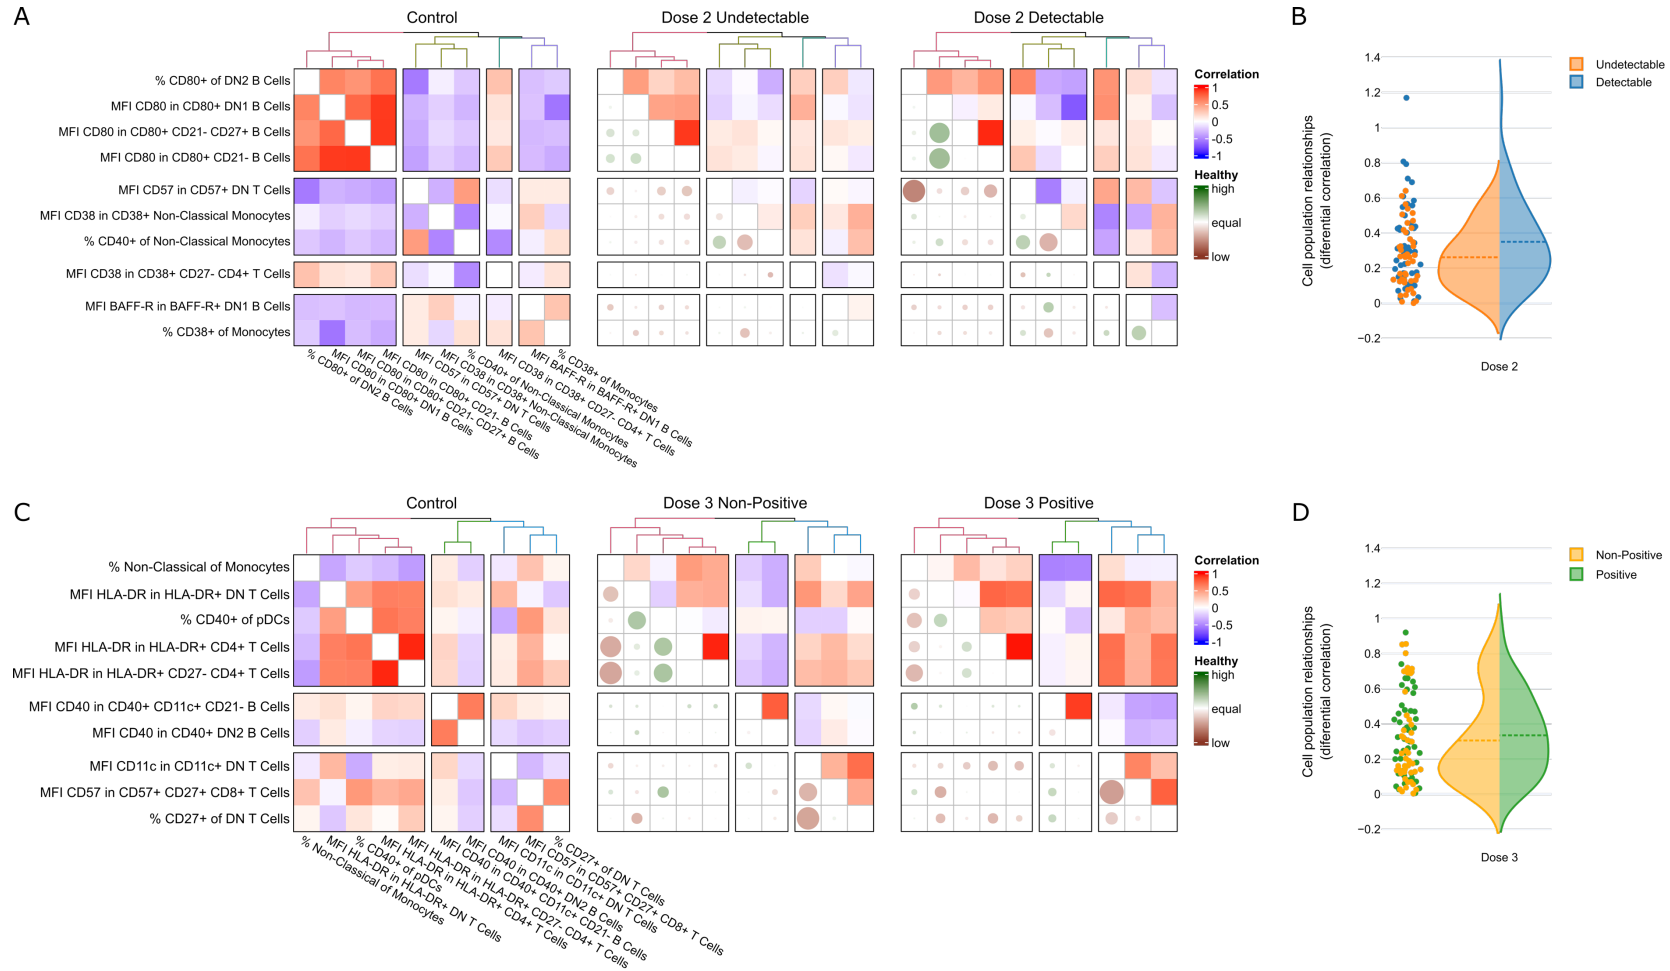 A
Control
Dose 2 Undetectable
Dose 2 Detectable
% CD80+ of DN2 B Cells
MFI CD80 in CD80+ DN1 B Cells
MFI CD80 in CD80+ CD21- CD27+ B Cells
MFI CD80 in CD80+ CD21- B Cells
MFI CD57 in CD57+ DN T Cells
MFI CD38 in CD38+ Non-Classical Monocytes
% CD40+ of Non-Classical Monocytes
MFI CD38 in CD38+ CD27- CD4+ T Cells
MFI BAFF-R in BAFF-R+ DN1 B Cells
% CD38+ of Monocytes
% CD80+ of DN2 B Cells
MFI CD80 in CD80+ DN1 B Cells
MFI CD80 in CD80+ CD21- CD27+ B Cells
MFI CD80 in CD80+ CD21- B Cells
MFI CD57 in CD57+ DN T Cells
MFI CD38 in CD38+ Non-Classical Monocytes
% CD40+ of Non-Classical Monocytes
MFI CD38 in CD38+ CD27- CD4+ T Cells
MFI BAFF-R in BAFF-R+ DN1 B Cells
% CD38+ of Monocytes
Correlation
1
0.5
0
-0.5
-1
Healthy
high
equal
low
B
Cell population relationships
(diferential correlation)
1.4
1.2
1
0.8
0.6
0.4
0.2
0
−0.2
Dose 2
Undetectable
Detectable
C
Control
Dose 3 Non-Positive
Dose 3 Positive
% Non-Classical of Monocytes
MFI HLA-DR in HLA-DR+ DN T Cells
% CD40+ of pDCs
MFI HLA-DR in HLA-DR+ CD4+ T Cells
MFI HLA-DR in HLA-DR+ CD27- CD4+ T Cells
MFI CD40 in CD40+ CD11c+ CD21- B Cells
MFI CD40 in CD40+ DN2 B Cells
MFI CD11c in CD11c+ DN T Cells
MFI CD57 in CD57+ CD27+ CD8+ T Cells
% CD27+ of DN T Cells
% Non-Classical of Monocytes
MFI HLA-DR in HLA-DR+ DN T Cells
% CD40+ of pDCs
MFI HLA-DR in HLA-DR+ CD4+ T Cells
MFI HLA-DR in HLA-DR+ CD27- CD4+ T Cells
MFI CD40 in CD40+ CD11c+ CD21- B Cells
MFI CD40 in CD40+ DN2 B Cells
MFI CD11c in CD11c+ DN T Cells
MFI CD57 in CD57+ CD27+ CD8+ T Cells
% CD27+ of DN T Cells
Correlation
1
0.5
0
-0.5
-1
Healthy
high
equal
low
D
Cell population relationships
(diferential correlation)
1.4
1.2
1
0.8
0.6
0.4
0.2
0
−0.2
Dose 3
Non-Positive
Positive